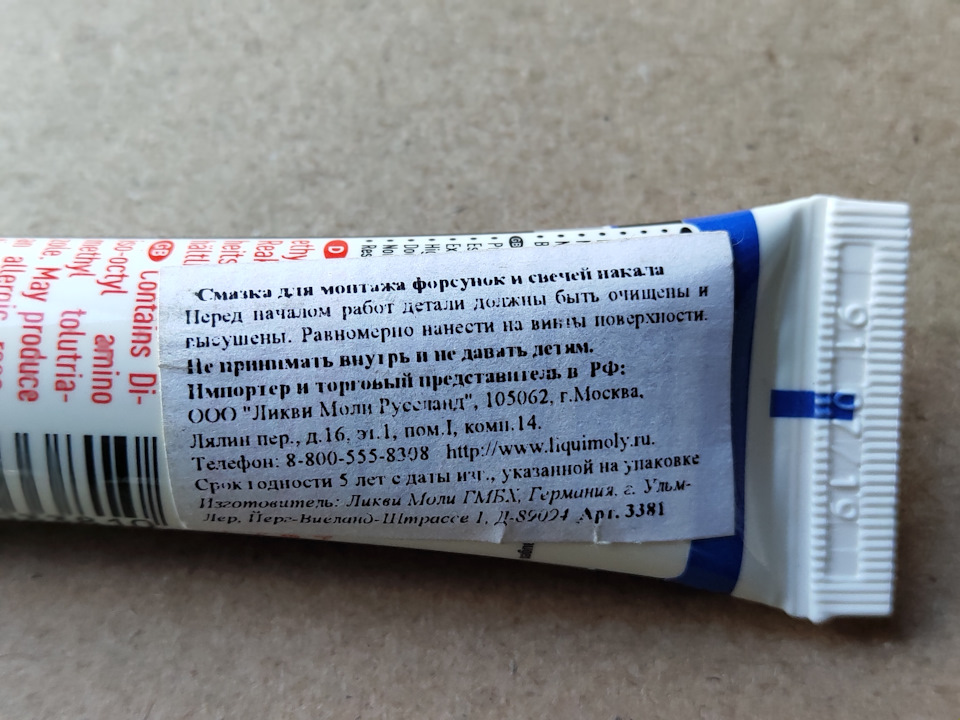 Смазка для монтажа форсунок и свечей накала
Перед началом работ детали должны быть очищены и
высушены. Равномерно нанести на винты поверхности.
Не принимать внутрь и не давать детям.
Импортер и торговый представитель в РФ:
ООО "Ликви Моли Руссланд", 105062, г.Москва,
Лялин пер., д.16, эт.1, пом.I, комн.14.
Телефон: 8-800-555-8398 http://www.liquimoly.ru.
Срок годности 5 лет с даты изг., указанной на упаковке
Изготовитель: Ликви Моли ГМБХ, Германия, г. Ульм-
Лер, Йерг-Виеланд-Штрассе 1, Д-89094 Арт. 3381
GB Contains Di-
amino
tolutria-
May produce
D